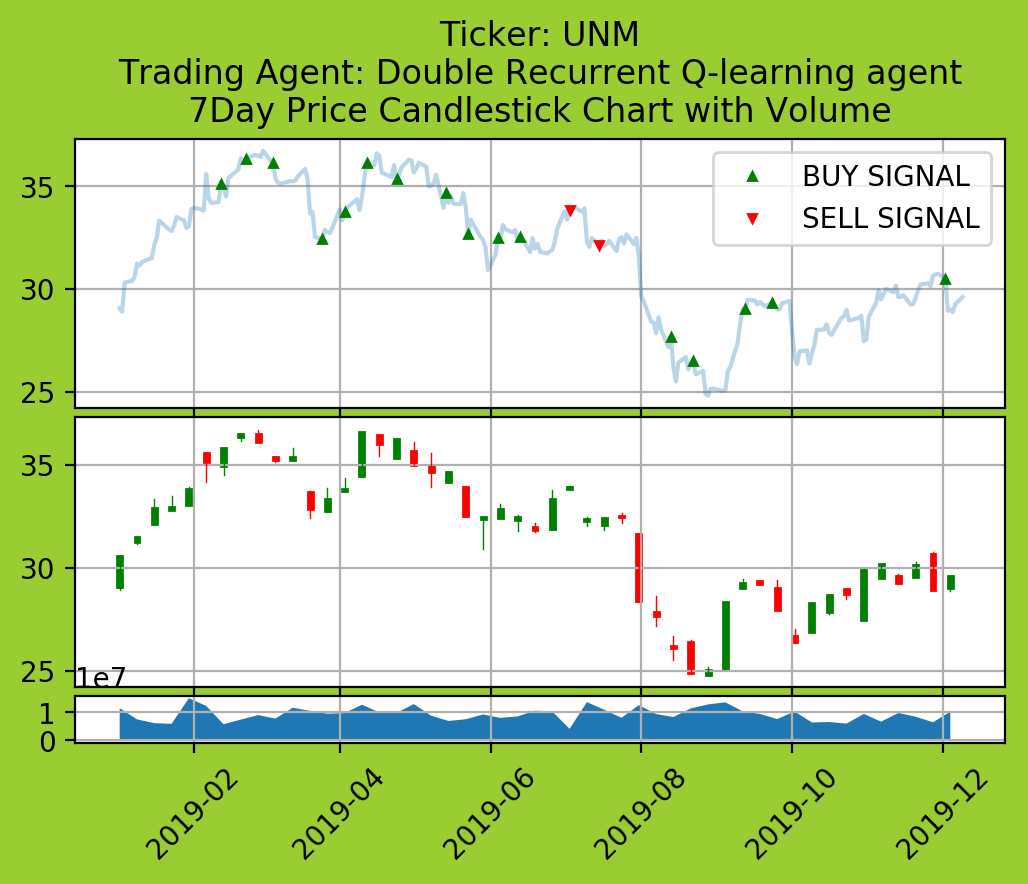 Ticker: UNM
Trading Agent: Double Recurrent Q-learning agent
7Day Price Candlestick Chart with Volume
BUY SIGNAL
SELL SIGNAL
35
30
25
35
30
25
1e7
1
0
2019-02
2019-04
2019-06
2019-08
2019-10
2019-12